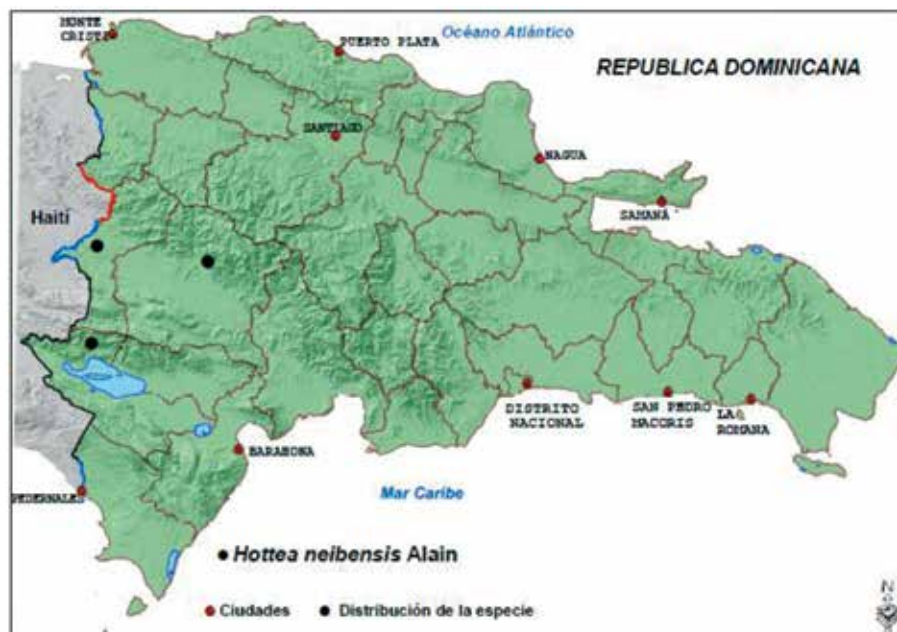 MONTE
CRISTI
PUERTO PLATA
Océano Atlántico
REPUBLICA DOMINICANA
SANTIAGO
NAGUA
SAMANÁ
Haití
DISTRITO
NACIONAL
SAN PEDRO
MACORIS
LA
ROMANA
BARAHONA
PEDERNALES
Mar Caribe
Hottea neibensis Alain
Ciudades
Distribución de la especie